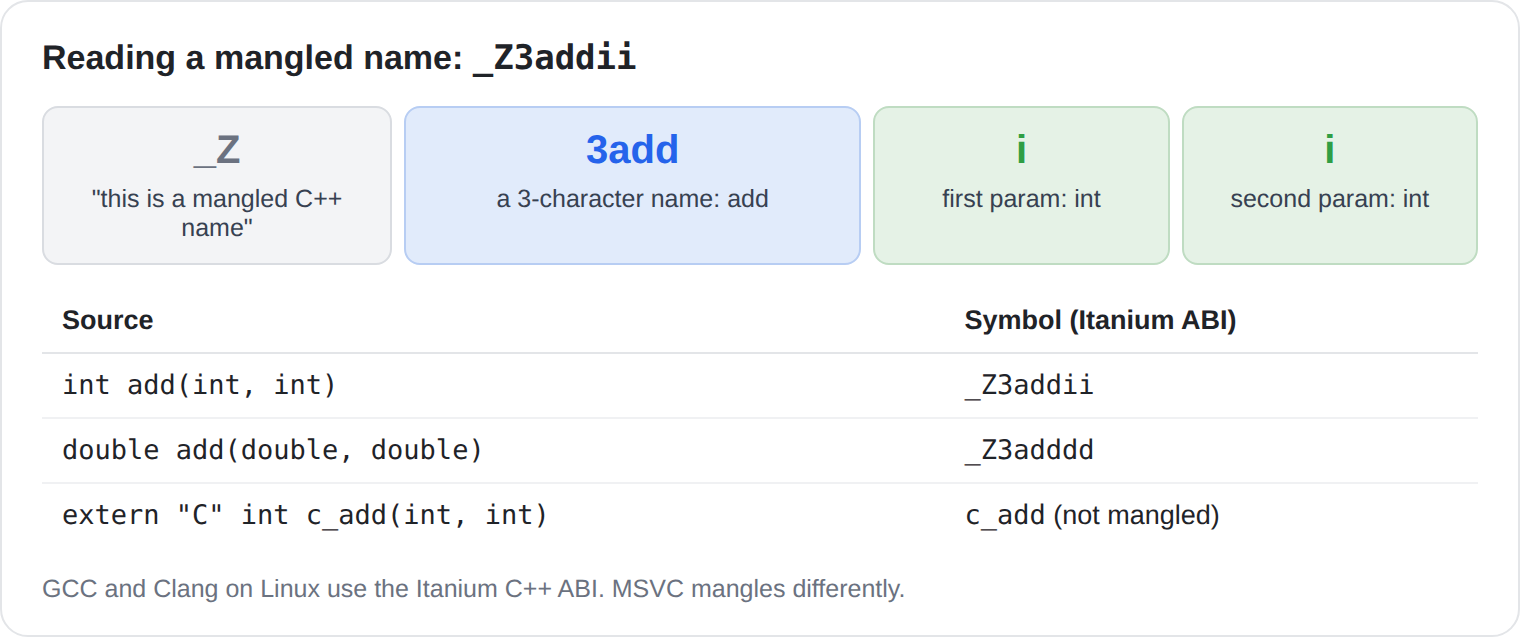 Reading a mangled name: _Z3addii
_Z
"this is a mangled C++
name"
3add
a 3-character name: add
i
first param: int
i
second param: int
Source Symbol (Itanium ABI)
int add(int, int) _Z3addii
double add(double, double) _Z3adddd
extern "C" int c_add(int, int) c_add (not mangled)
GCC and Clang on Linux use the Itanium C++ ABI. MSVC mangles differently.